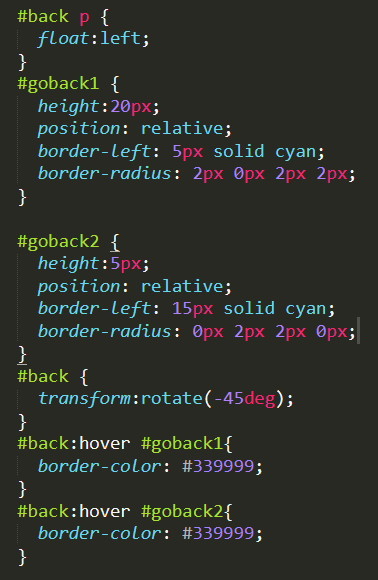 #back p {
  float:left;
}
#goback1 {
  height:20px;
  position: relative;
  border-left: 5px solid cyan;
  border-radius: 2px 0px 2px 2px;
}

#goback2 {
  height:5px;
  position: relative;
  border-left: 15px solid cyan;
  border-radius: 0px 2px 2px 0px;
}
#back {
  transform:rotate(-45deg);
}
#back:hover #goback1{
  border-color: #339999;
}
#back:hover #goback2{
  border-color: #339999;
}